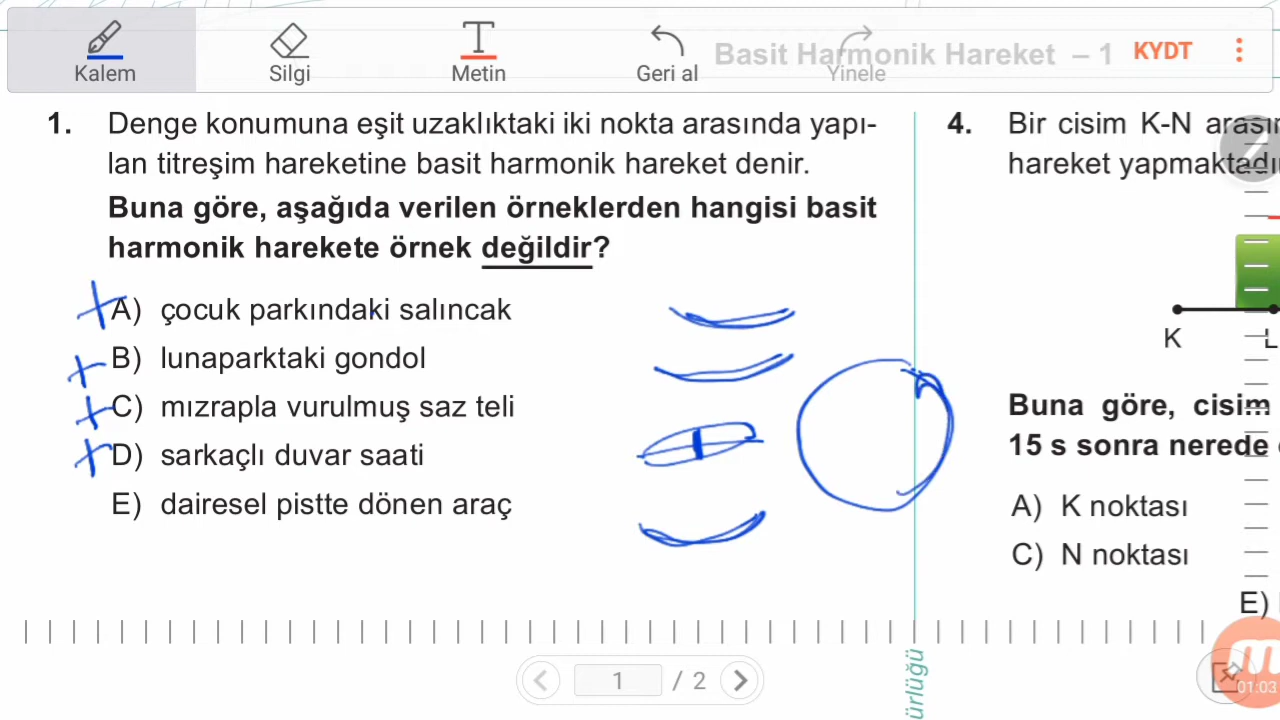 Kalem
Silgi
Metin
Geri al
Yinele
Basit Harmonik Hareket – 1
KYDT
1. Denge konumuna eşit uzaklıktaki iki nokta arasında yapı-
lan titreşim hareketine basit harmonik hareket denir.
Buna göre, aşağıda verilen örneklerden hangisi basit
harmonik harekete örnek değildir?
A) çocuk parkındaki salıncak
B) lunaparktaki gondol
C) mızrapla vurulmuş saz teli
D) sarkaçlı duvar saati
E) dairesel pistte dönen araç
4. Bir cisim K-N
hareket
K
L
Buna göre, cisim
15 s sonra nerede
A) K noktası
C) N noktası
E)
1 / 2
01:03